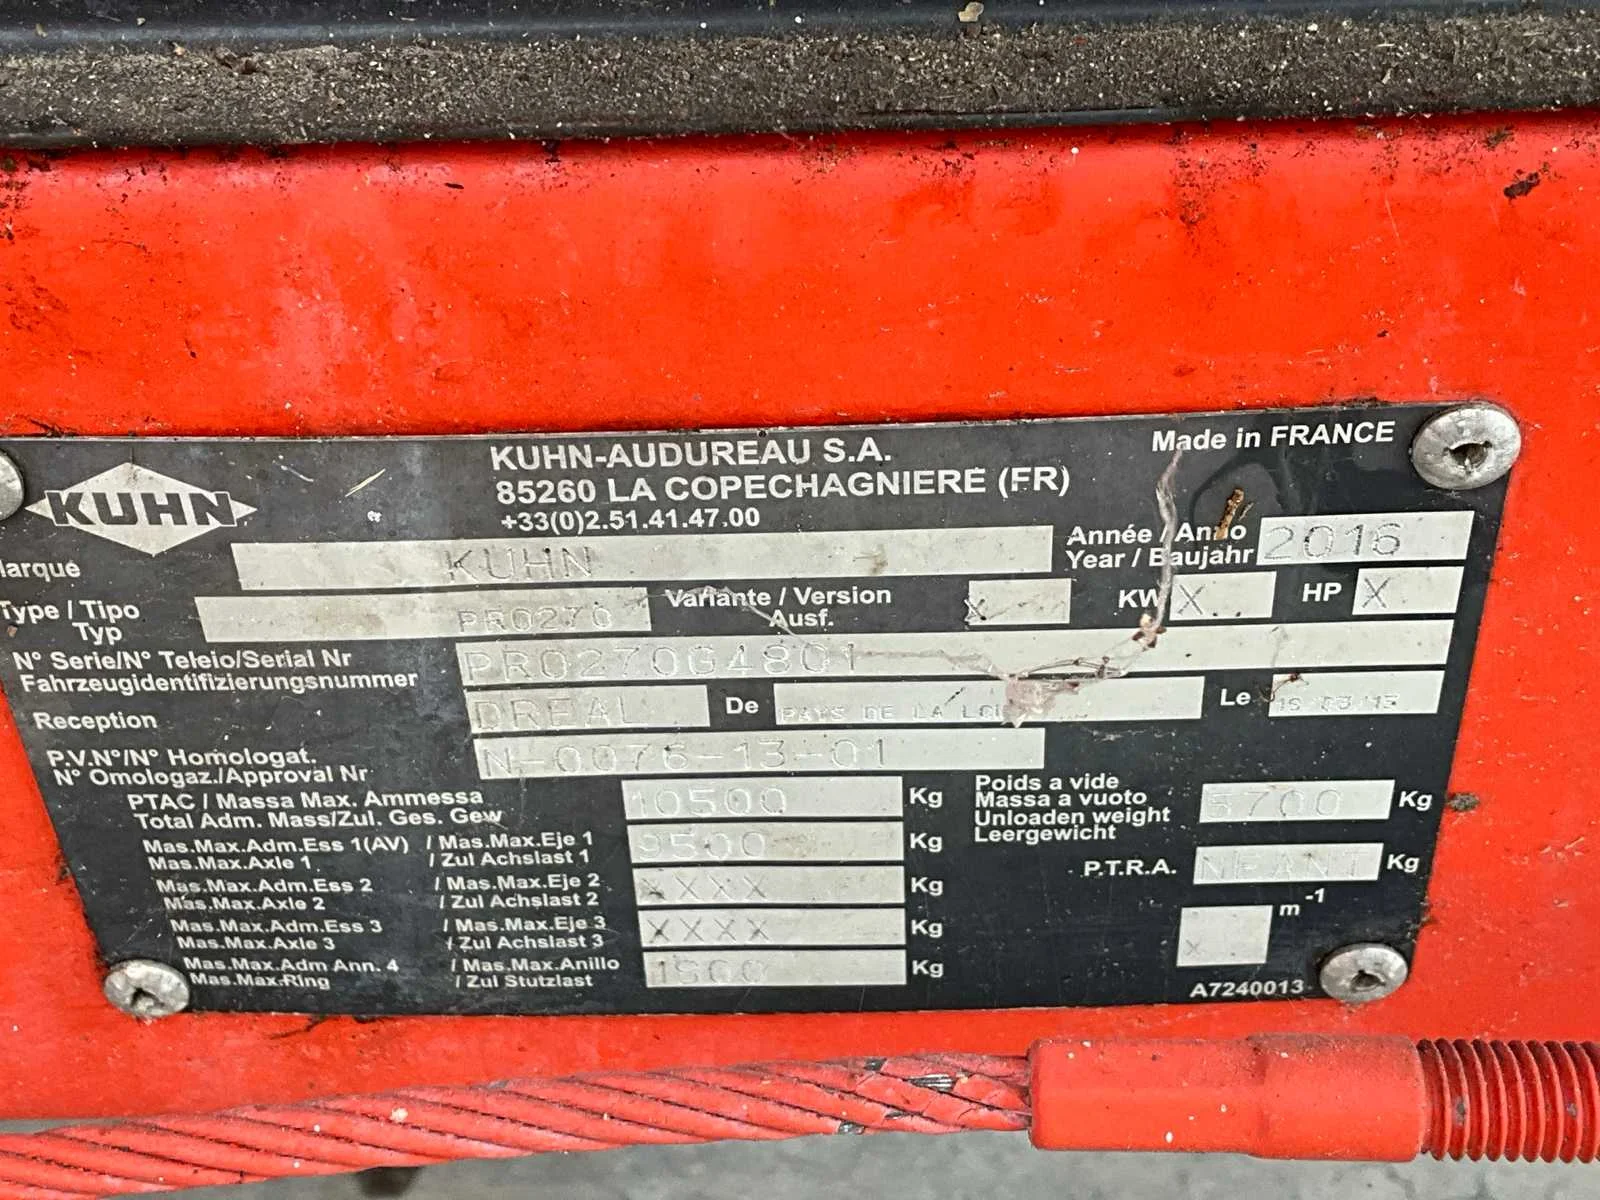 KUHN-AUDUREAU S.A.
85260 LA COPECHAGNIERE (FR)
+33(0)2.51.41.47.00
Made in FRANCE
KUHN
arque KUHN
Année / Anno
Year / Baujahr 2016
Type / Tipo
Typ PRO270
Variante / Version
Ausf. X
KW X HP X
N° Serie/N° Teleio/Serial Nr
Fahrzeugidentifizierungsnummer PRO270G4801
Reception DREAL De PAYS DE LA Le
P.V.N°/N° Homologat.
N° Omologaz./Approval Nr N-0076-13-01
PTAC / Massa Max. Ammessa
Total Adm. Mass/Zul. Ges. Gew 10500 Kg
Mas.Max.Adm.Ess 1(AV) / Mas.Max.Eje 1
Mas.Max.Axle 1 / Zul Achslast 1 9500 Kg
Mas.Max.Adm.Ess 2 / Mas.Max.Eje 2
Mas.Max.Axle 2 / Zul Achslast 2 XXXX Kg
Mas.Max.Adm.Ess 3 / Mas.Max.Eje 3
Mas.Max.Axle 3 / Zul Achslast 3 XXXX Kg
Mas.Max.Adm Ann. 4 / Mas.Max.Anillo
Mas.Max.Ring / Zul Stutzlast Kg
Poids a vide
Massa a vuoto
Unloaden weight
Leergewicht 5700 Kg
P.T.R.A. NEANT Kg
X m-1
A7240013